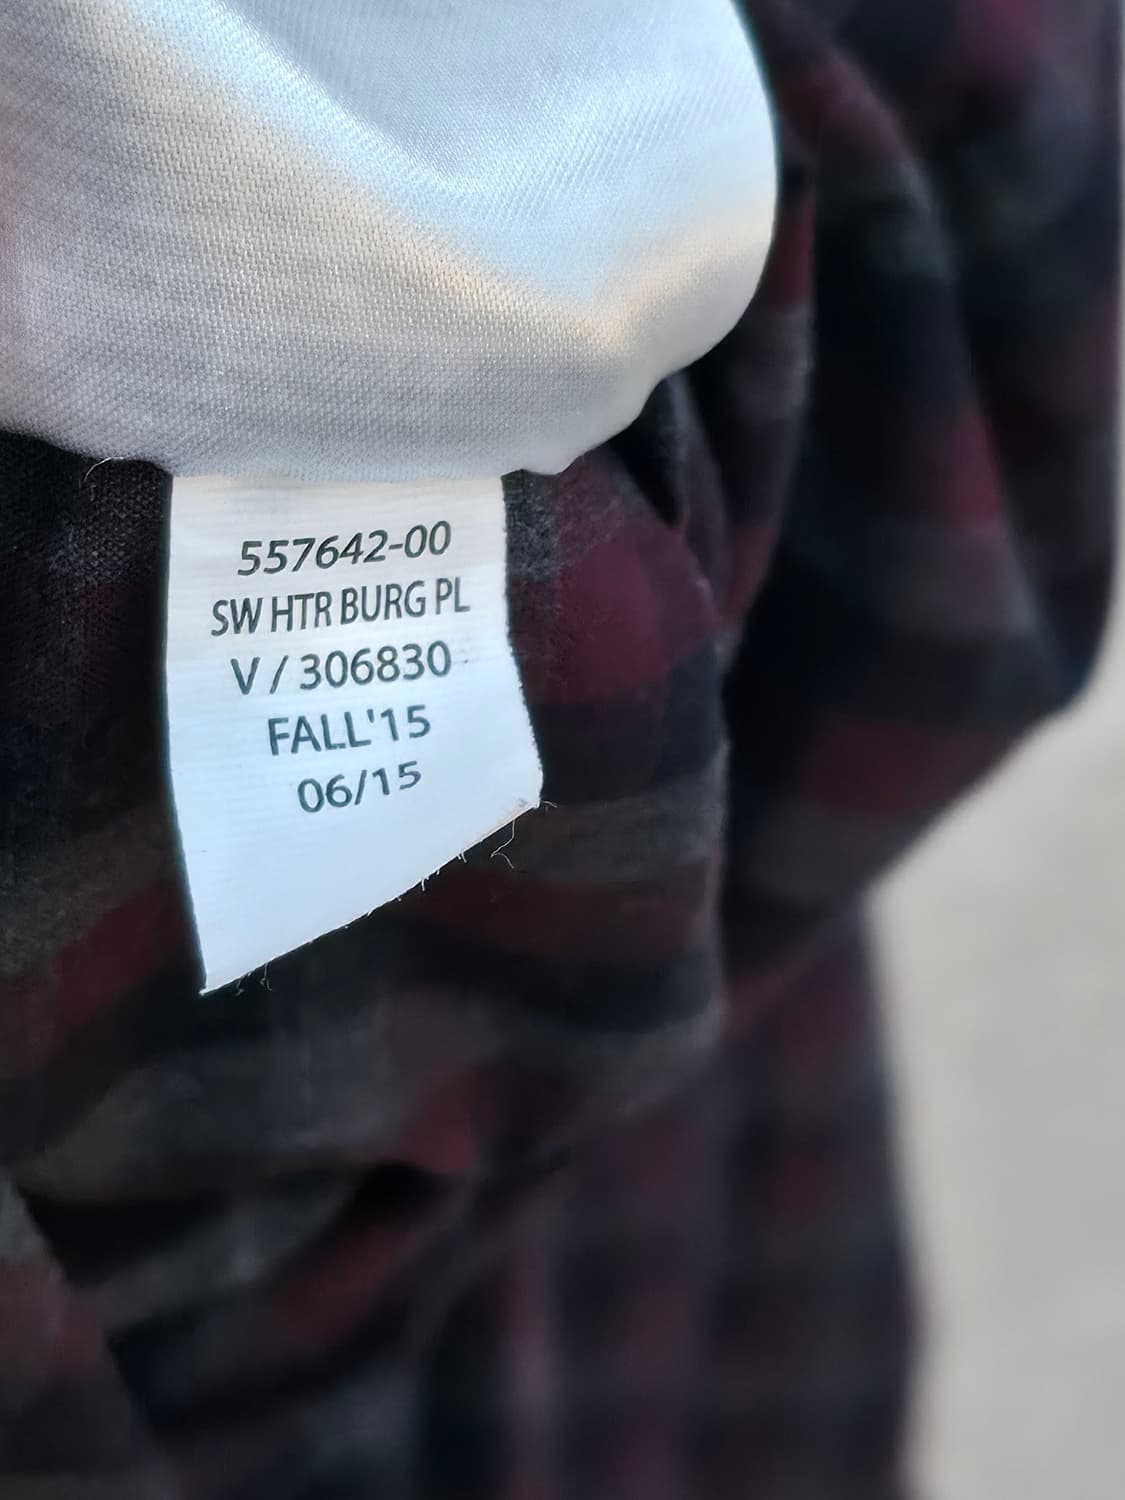 557642-00
SW HTR BURG PL
V / 306830
FALL'15
06/15